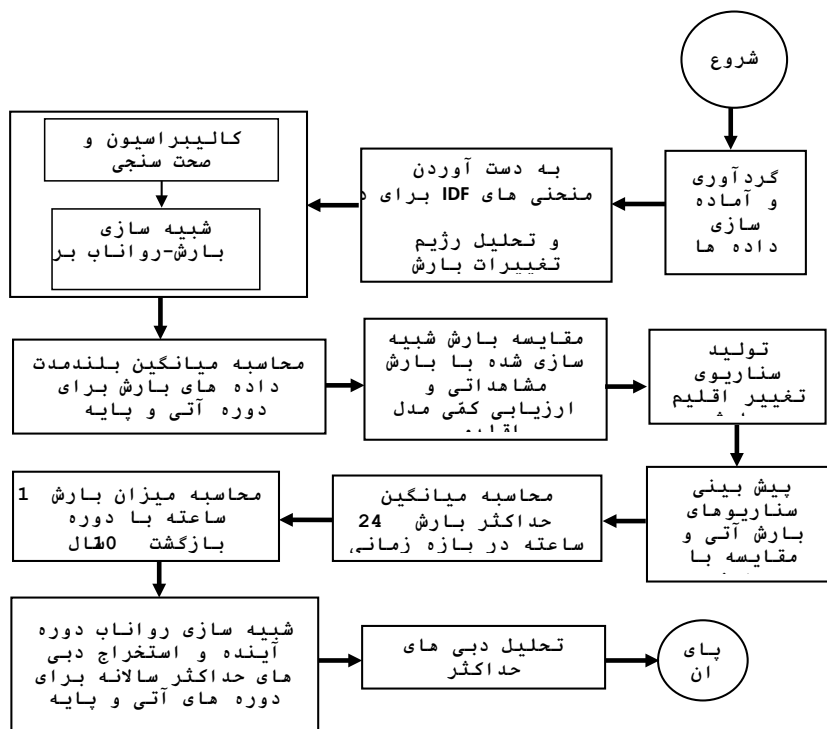 شروع
گردآوری
و آماده
سازی
داده ها
به دست آوردن
منحنی های IDF برای
و تحلیل رژیم
تغییرات بارش
کالیبراسیون و
صحت سنجی
شبیه سازی
بارش-رواناب بر
محاسبه میانگین بلندمدت
داده های بارش برای
دوره آتی و پایه
مقایسه بارش شبیه
سازی شده با بارش
مشاهداتی و
ارزیابی کمّی مدل
تولید
سناریوی
تغییر اقلیم
پیش بینی
سناریوهای
بارش آتی و
مقایسه با
محاسبه میانگین
حداکثر بارش 24
ساعته در بازه زمانی
محاسبه میزان بارش 1
ساعته با دوره
بازگشت
شبیه سازی رواناب دوره
آینده و استخراج دبی
های حداکثر سالانه برای
دوره های آتی و پایه
تحلیل دبی های
حداکثر
پای
ان